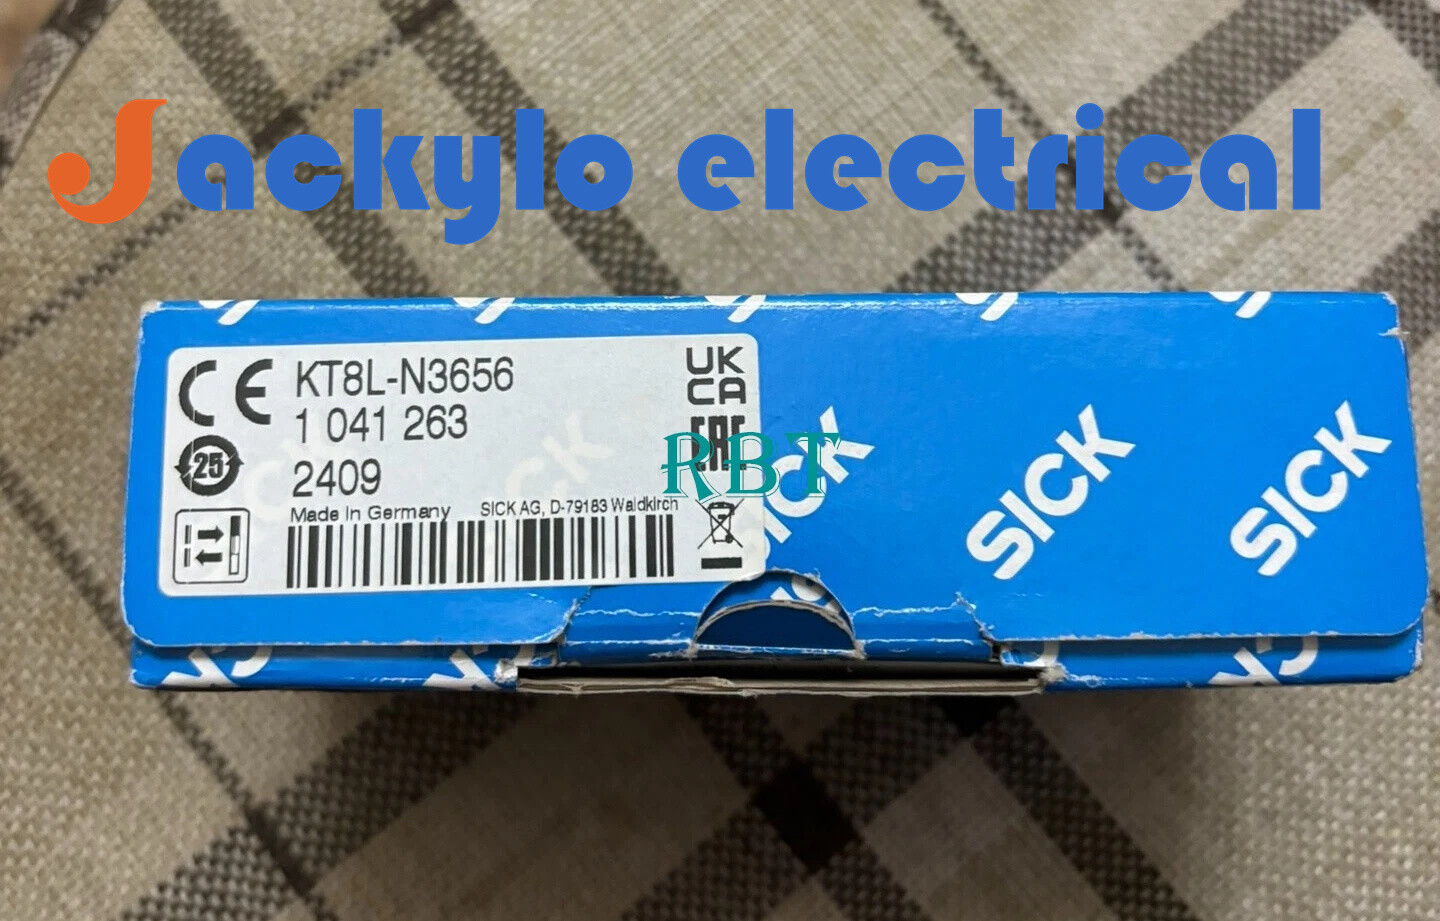 Jackylo electrical
CE KT8L-N3656
1 041 263
25
2409
Made in Germany SICK AG, D-79183 Waldkirch
UK
CA
EAC
RBT
SICK
SICK
SICK